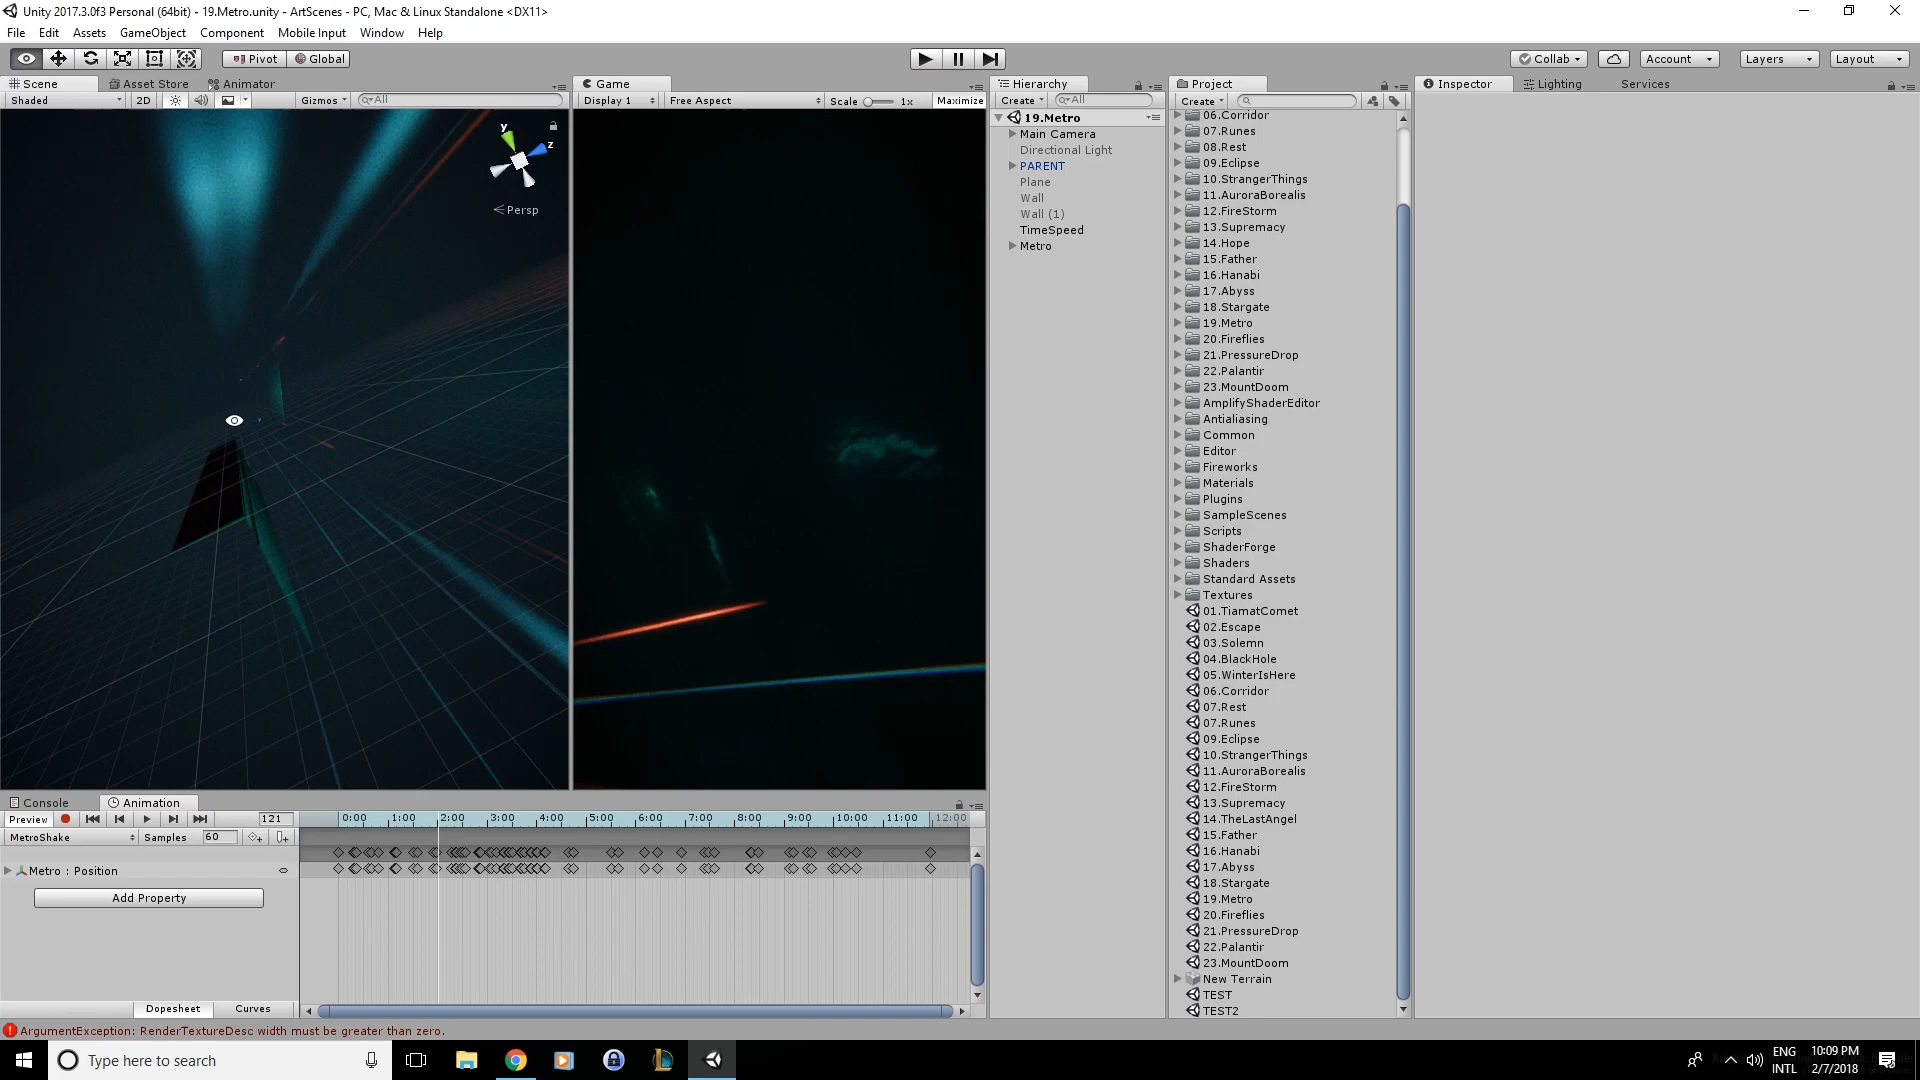 Unity 2017.3.0f3 Personal (64bit) - 19.Metro.unity - ArtScenes - PC, Mac & Linux Standalone <DX11>
File Edit Assets GameObject Component Mobile Input Window Help
Pivot Global Collab Account Layers Layout
Scene Asset Store Animator
Shaded 2D Gizmos All
y
z
Persp
Game
Display 1 Free Aspect Scale 1x Maximize
Hierarchy
Create All
19.Metro
Main Camera
Directional Light
PARENT
Plane
Wall
Wall (1)
TimeSpeed
Metro
Project
Create
06.Corridor
07.Runes
08.Rest
09.Eclipse
10.StrangerThings
11.AuroraBorealis
12.FireStorm
13.Supremacy
14.Hope
15.Father
16.Hanabi
17.Abyss
18.Stargate
19.Metro
20.Fireflies
21.PressureDrop
22.Palantir
23.MountDoom
AmplifyShaderEditor
Antialiasing
Common
Editor
Fireworks
Materials
Plugins
SampleScenes
Scripts
ShaderForge
Shaders
Standard Assets
Textures
01.TiamatComet
02.Escape
03.Solemn
04.BlackHole
05.WinterIsHere
06.Corridor
07.Rest
07.Runes
09.Eclipse
10.StrangerThings
11.AuroraBorealis
12.FireStorm
13.Supremacy
14.TheLastAngel
15.Father
16.Hanabi
17.Abyss
18.Stargate
19.Metro
20.Fireflies
21.PressureDrop
22.Palantir
23.MountDoom
New Terrain
TEST
TEST2
Inspector Lighting Services
Console Animation
Preview 121 0:00 1:00 2:00 3:00 4:00 5:00 6:00 7:00 8:00 9:00 10:00 11:00 12:00
MetroShake Samples 60
Metro : Position
Add Property
Dopesheet Curves
ArgumentException: RenderTextureDesc width must be greater than zero.
Type here to search
ENG
INTL
10:09 PM
2/7/2018